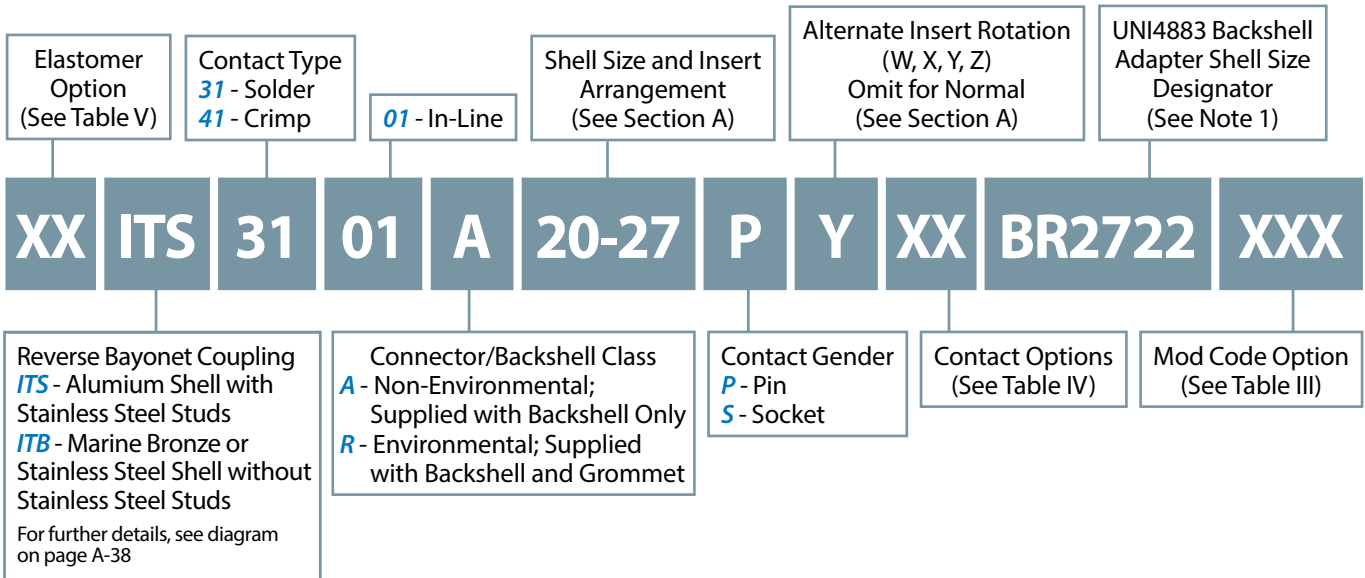 Elastomer
Option
(See Table V)
Contact Type
31 - Solder
41 - Crimp
01 - In-Line
Shell Size and Insert
Arrangement
(See Section A)
Alternate Insert Rotation
(W, X, Y, Z)
Omit for Normal
(See Section A)
UNI4883 Backshell
Adapter Shell Size
Designator
(See Note 1)
XX ITS 31 01 A 20-27 P Y XX BR2722 XXX
Reverse Bayonet Coupling
ITS - Alumium Shell with
Stainless Steel Studs
ITB - Marine Bronze or
Stainless Steel Shell without
Stainless Steel Studs
For further details, see diagram
on page A-38
Connector/Backshell Class
A - Non-Environmental;
Supplied with Backshell Only
R - Environmental; Supplied
with Backshell and Grommet
Contact Gender
P - Pin
S - Socket
Contact Options
(See Table IV)
Mod Code Option
(See Table III)